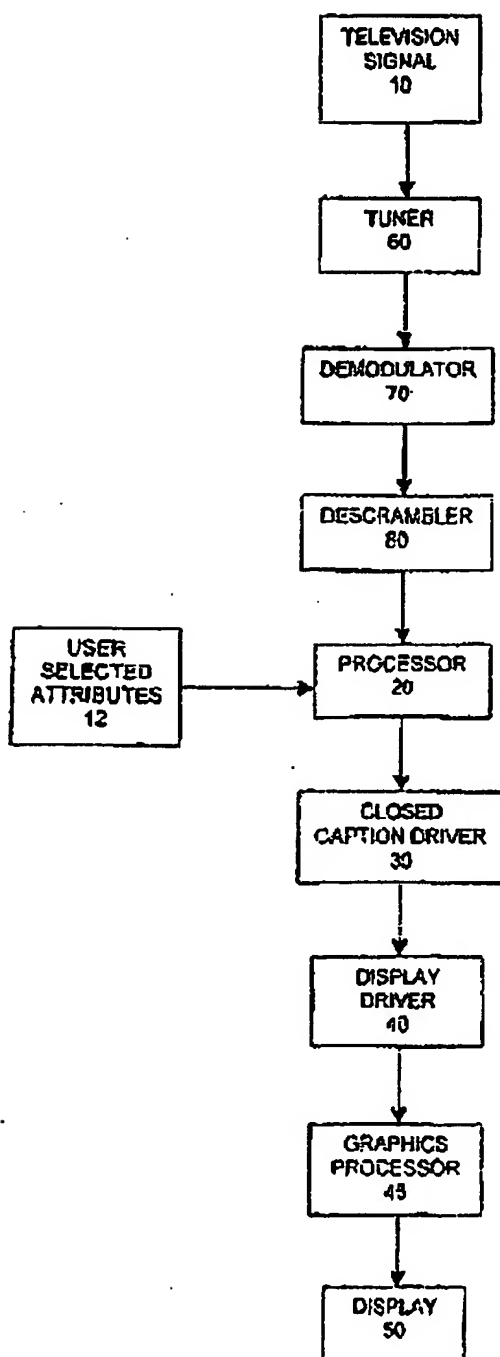 TELEVISION
SIGNAL
10
TUNER
60
DEMODULATOR
70
DESCRAMBLER
80
USER
SELECTED
ATTRIBUTES
12
PROCESSOR
20
CLOSED
CAPTION DRIVER
30
DISPLAY
DRIVER
40
GRAPHICS
PROCESSOR
45
DISPLAY
50